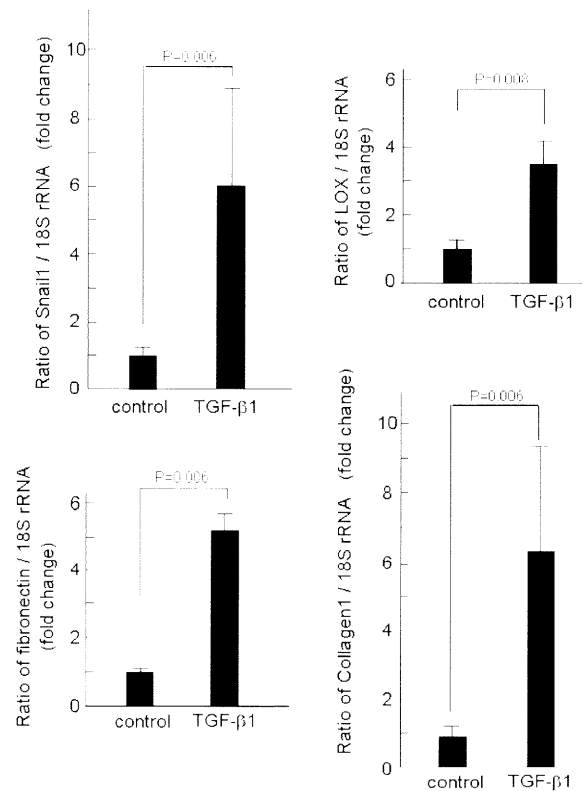 10
8
6
4
2
0
Ratio of Snail1 / 18S rRNA (fold change)
P=0.006
control TGF-β1
6
4
2
0
Ratio of LOX / 18S rRNA
(fold change)
P=0.008
control TGF-β1
6
4
2
0
Ratio of fibronectin / 18S rRNA
(fold change)
P=0.006
control TGF-β1
10
8
6
4
2
0
Ratio of Collagen1 / 18S rRNA (fold change)
P=0.006
control TGF-β1